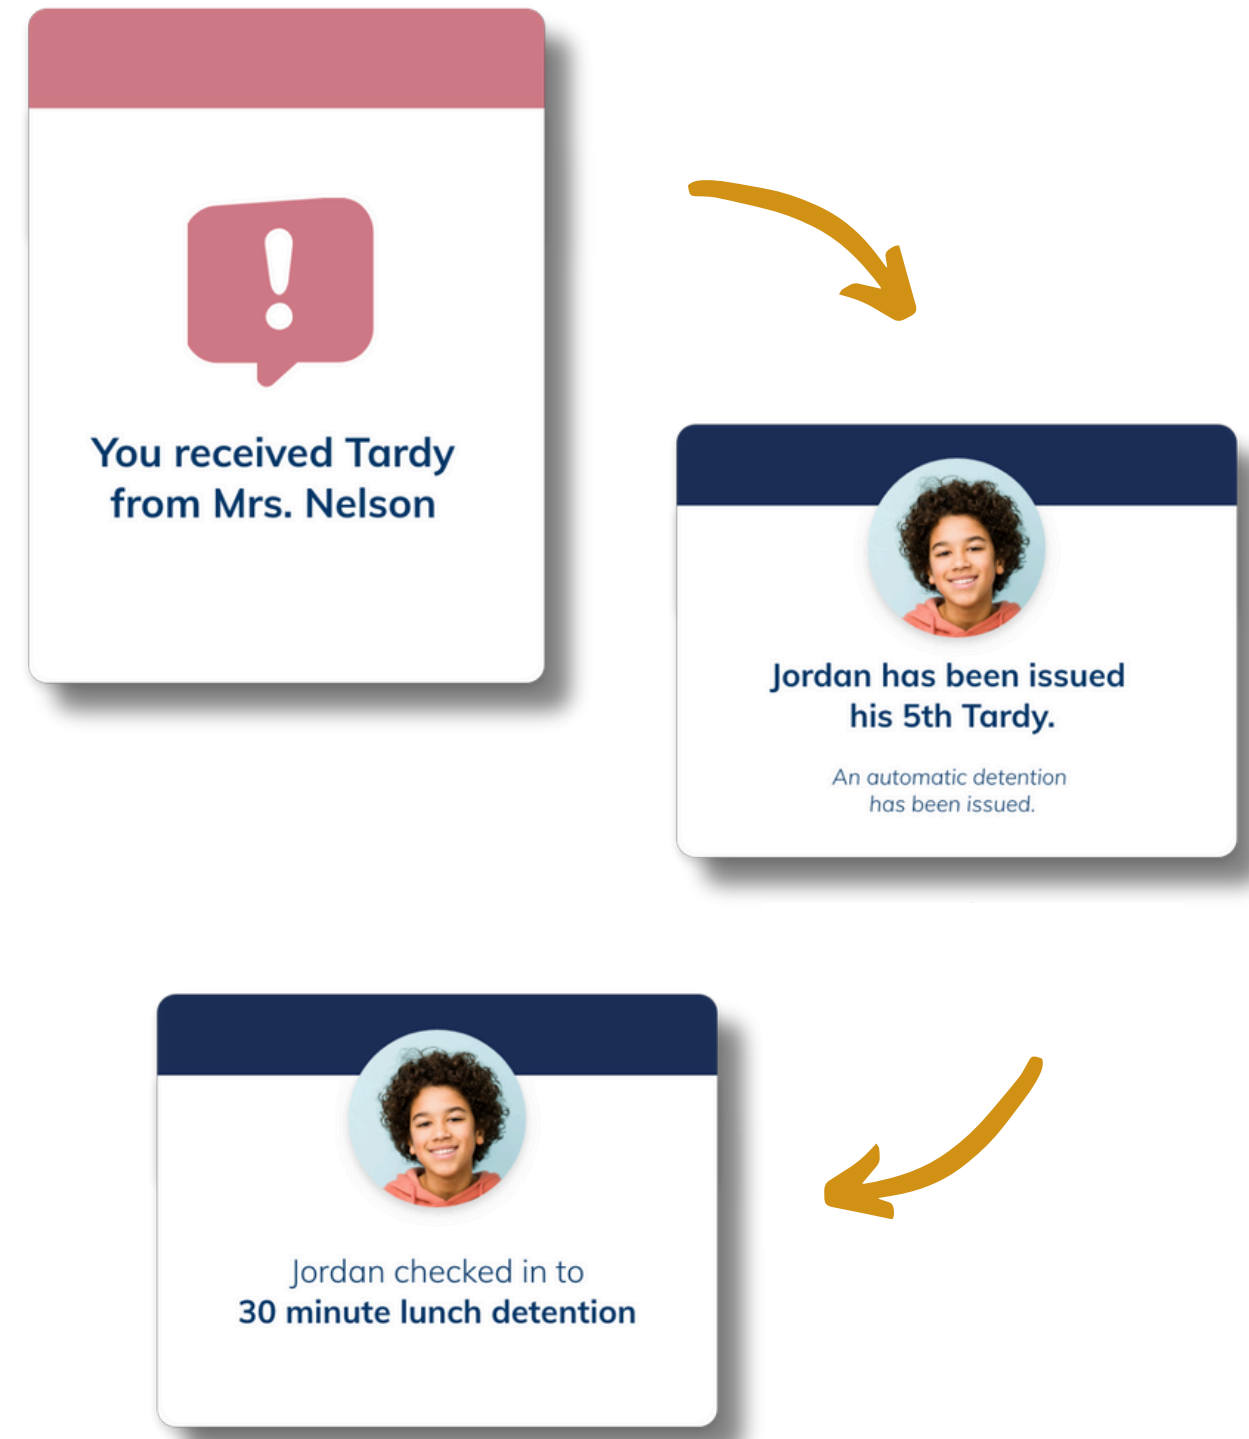 You received Tardy
from Mrs. Nelson
Jordan has been issued
his 5th Tardy.
An automatic detention
has been issued.
Jordan checked in to
30 minute lunch detention